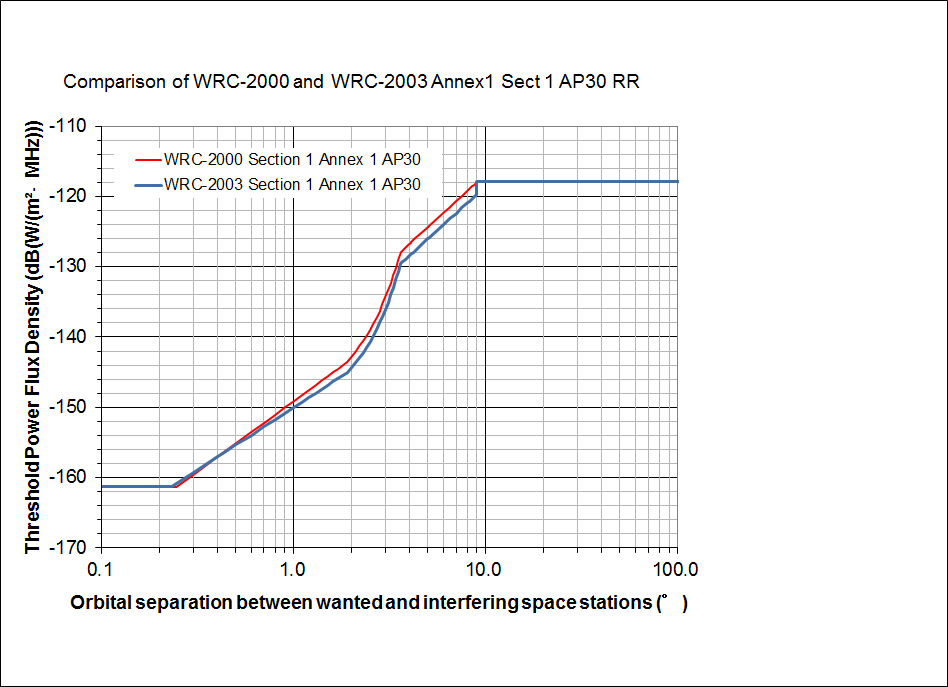 Comparison of WRC-2000 and WRC-2003 Annex1 Sect 1 AP30 RR
Threshold Power Flux Density (dB(W/(m²· MHz)))
-110
-120
-130
-140
-150
-160
-170
WRC-2000 Section 1 Annex 1 AP30
WRC-2003 Section 1 Annex 1 AP30
0.1 1.0 10.0 100.0
Orbital separation between wanted and interfering space stations (° )